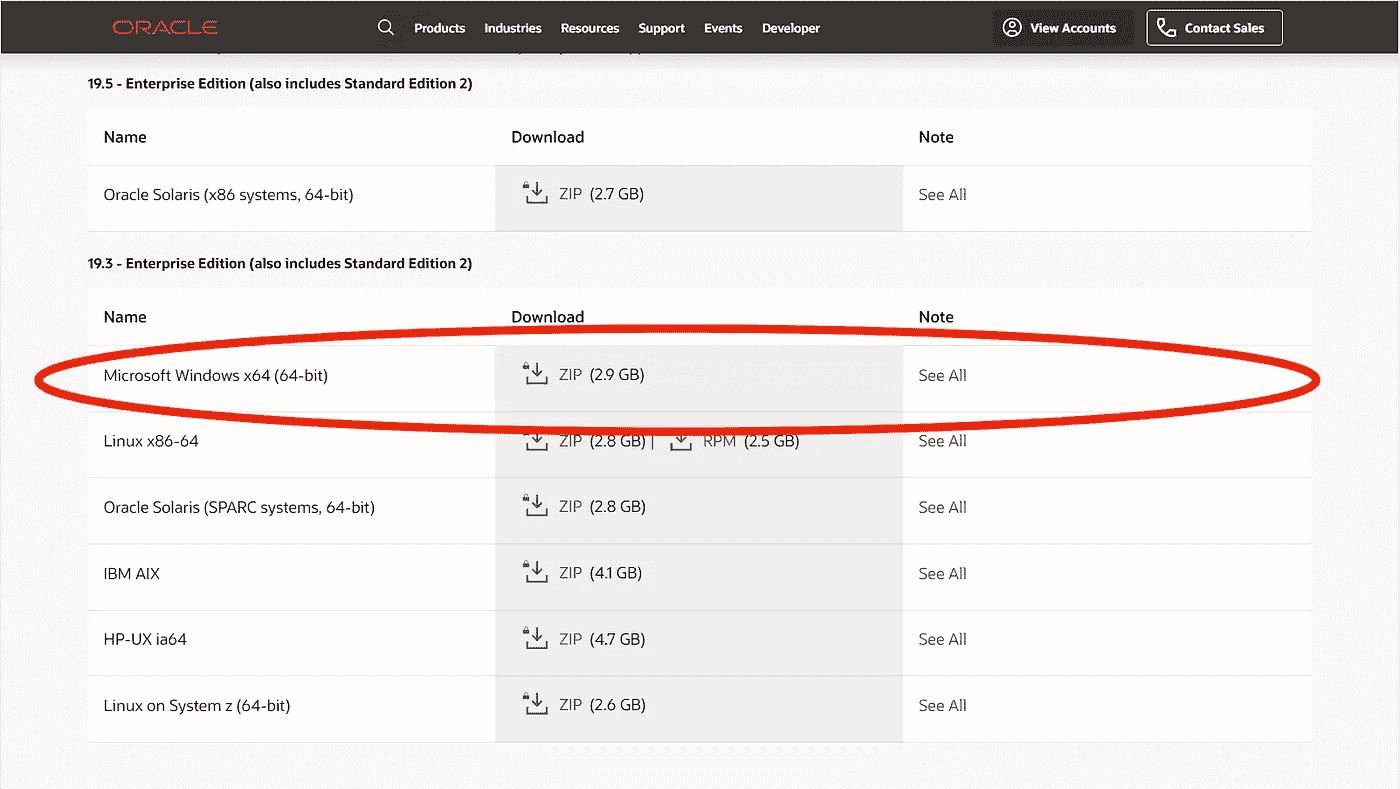 ORACLE Products Industries Resources Support Events Developer View Accounts Contact Sales
19.5 - Enterprise Edition (also includes Standard Edition 2)
Name Download Note
Oracle Solaris (x86 systems, 64-bit) ZIP (2.7 GB) See All
19.3 - Enterprise Edition (also includes Standard Edition 2)
Name Download Note
Microsoft Windows x64 (64-bit) ZIP (2.9 GB) See All
Linux x86-64 ZIP (2.8 GB) | RPM (2.5 GB) See All
Oracle Solaris (SPARC systems, 64-bit) ZIP (2.8 GB) See All
IBM AIX ZIP (4.1 GB) See All
HP-UX ia64 ZIP (4.7 GB) See All
Linux on System z (64-bit) ZIP (2.6 GB) See All